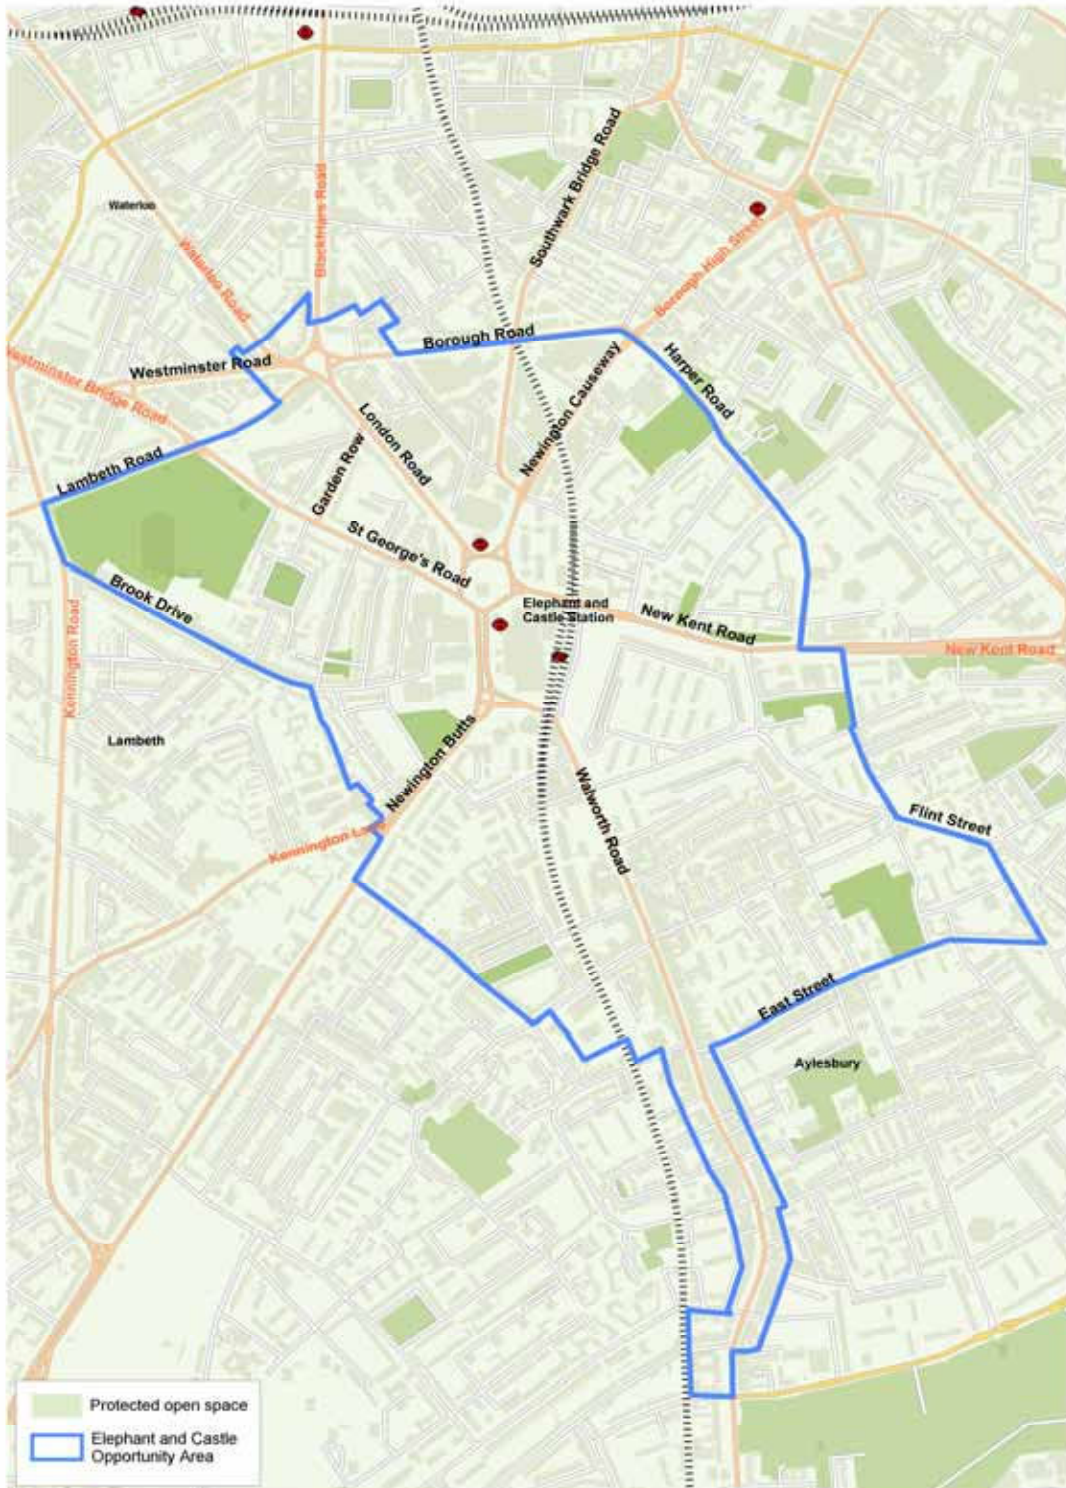 Southwark Bridge Road
Waterloo
Blackfriars Road
Waterloo Road
Borough High Street
Borough Road
Westminster Road
Westminster Bridge Road
Harper Road
Newington Causeway
London Road
Garden Row
Lambeth Road
St George's Road
Brook Drive
Elephant and
Castle Station
New Kent Road
New Kent Road
Kennington Road
Lambeth
Newington Butts
Walworth Road
Kennington Lane
Flint Street
East Street
Aylesbury
Protected open space
Elephant and Castle
Opportunity Area